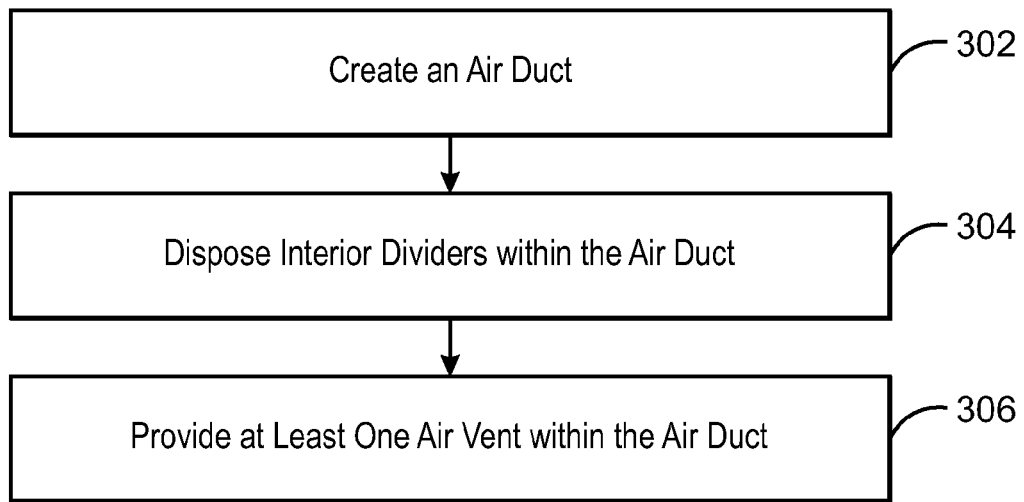 Create an Air Duct
302
Dispose Interior Dividers within the Air Duct
304
Provide at Least One Air Vent within the Air Duct
306